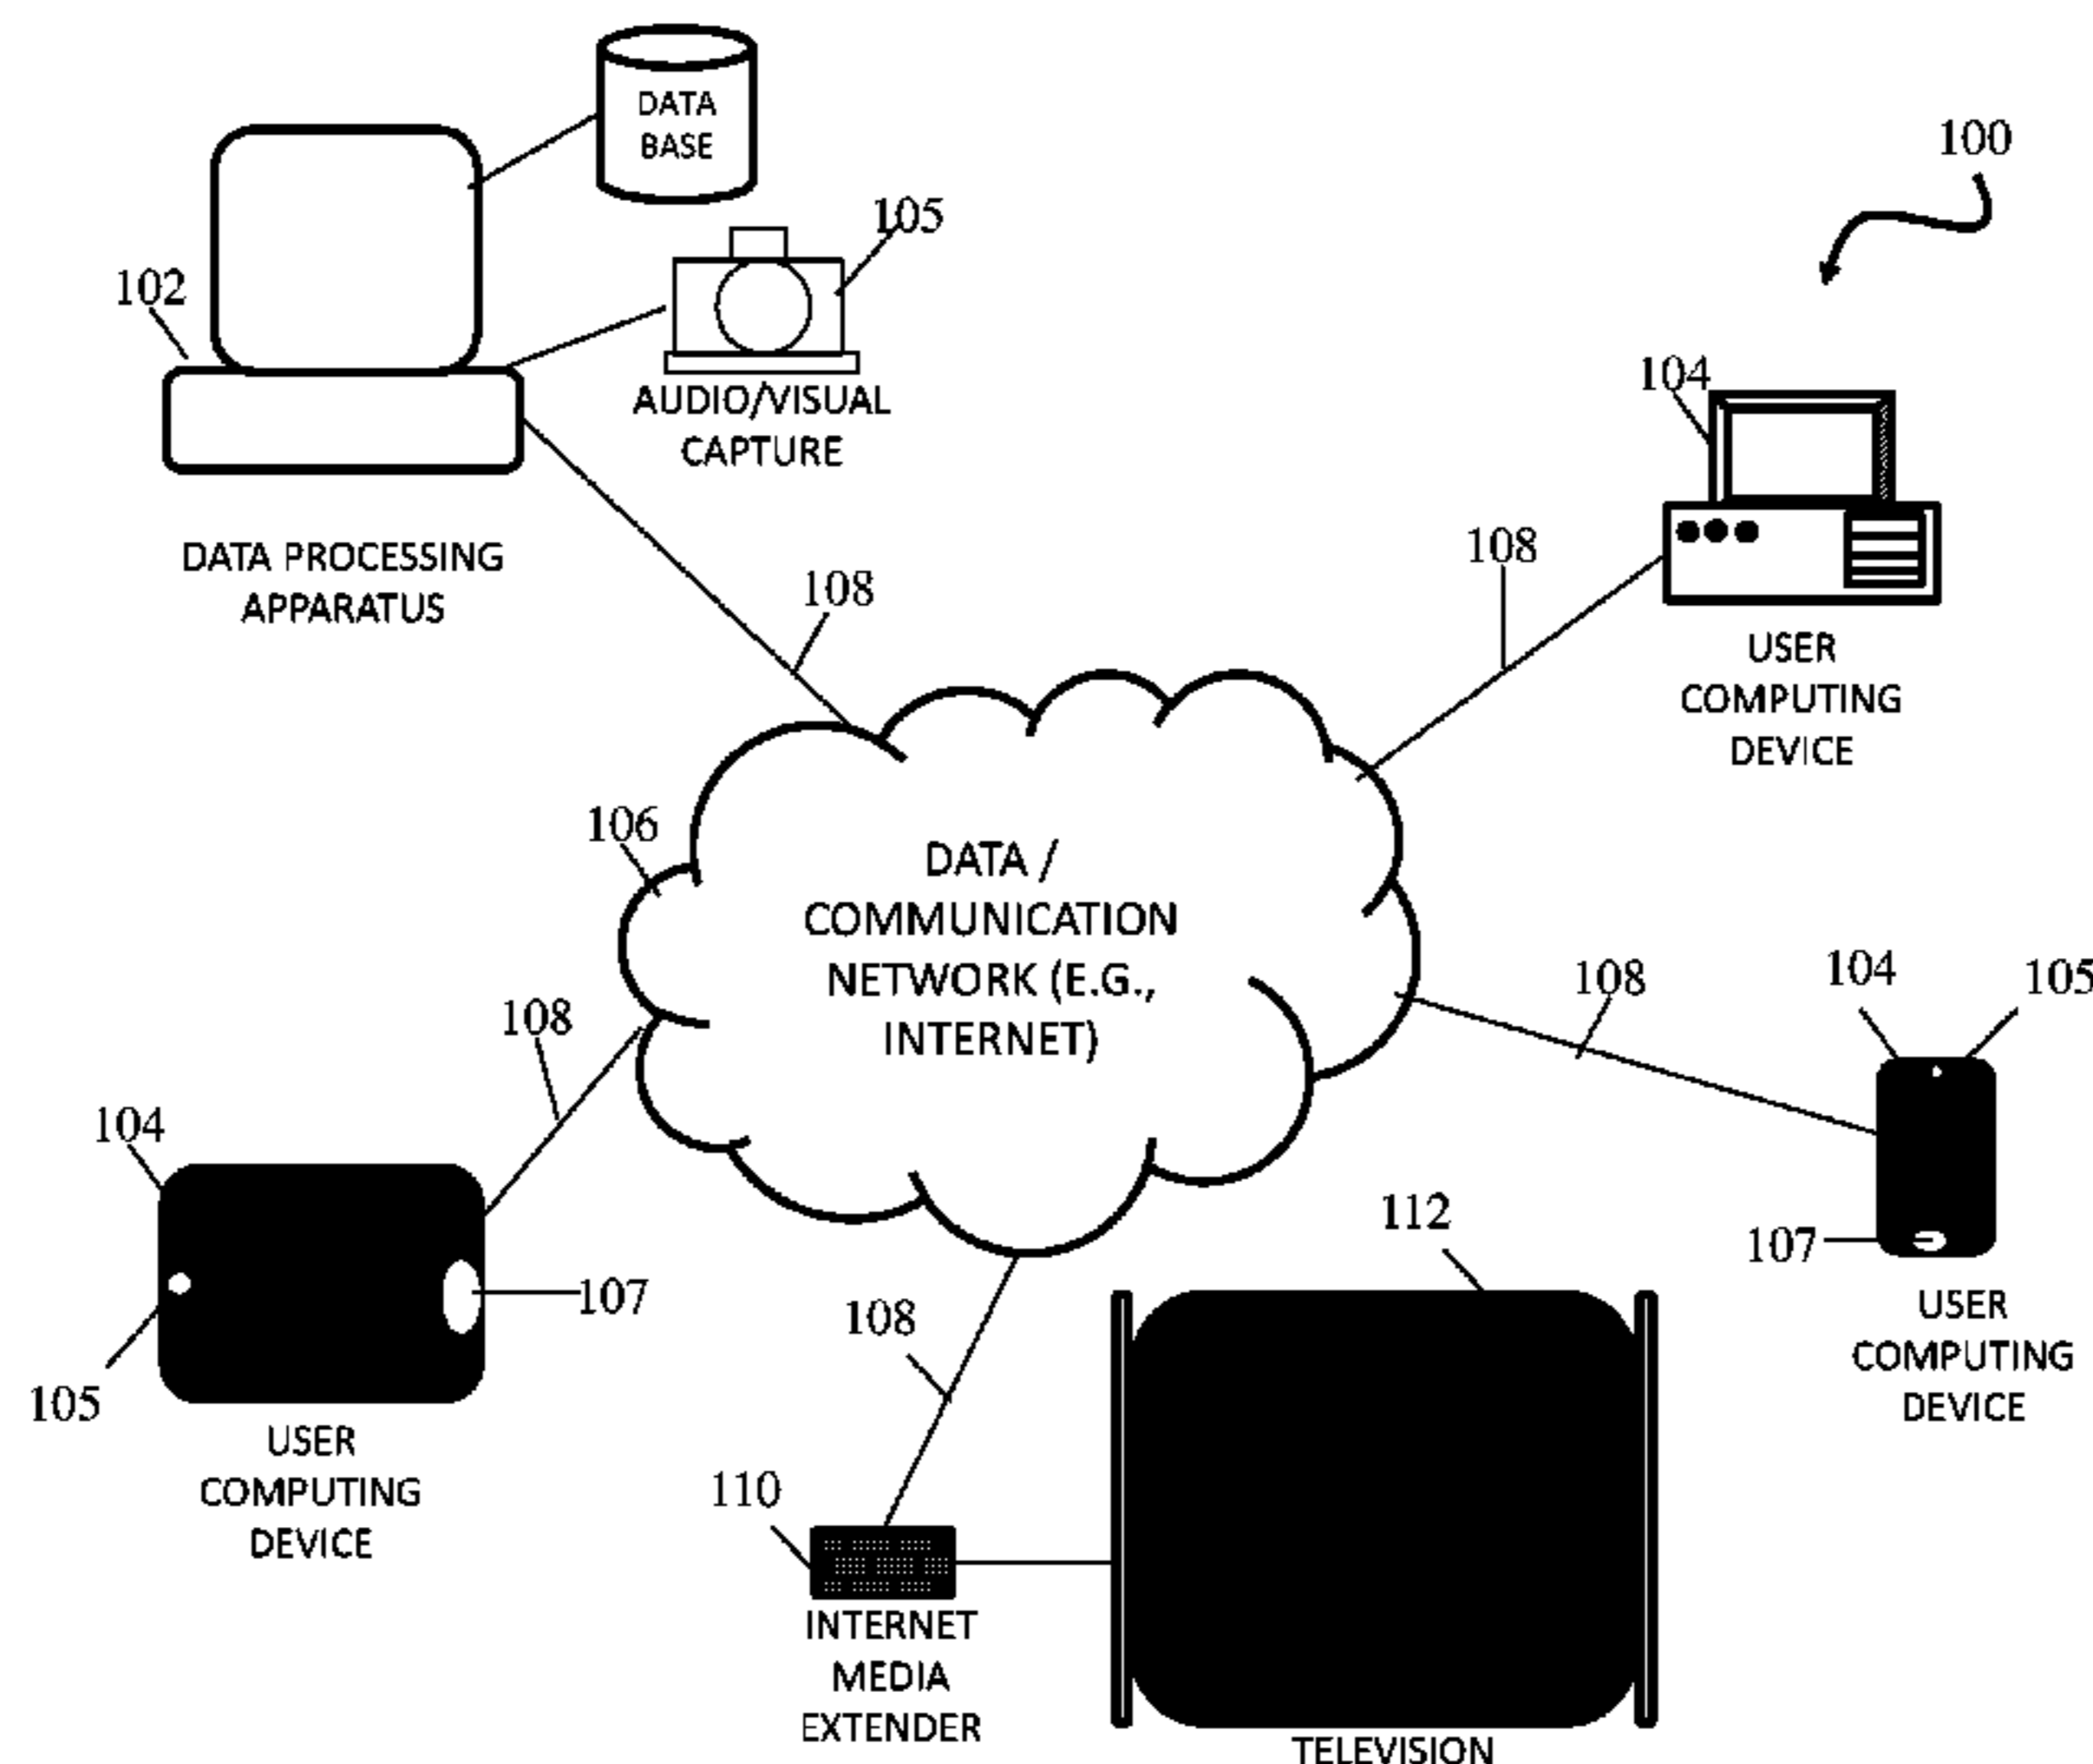 DATA
BASE
100
105
102
AUDIO/VISUAL
CAPTURE
104
DATA PROCESSING
APPARATUS
108
108
USER
COMPUTING
DEVICE
106
DATA /
COMMUNICATION
NETWORK (E.G.,
INTERNET)
108
104
105
108
104
107
USER
COMPUTING
DEVICE
107
105
USER
COMPUTING
DEVICE
112
108
110
INTERNET
MEDIA
EXTENDER
TELEVISION